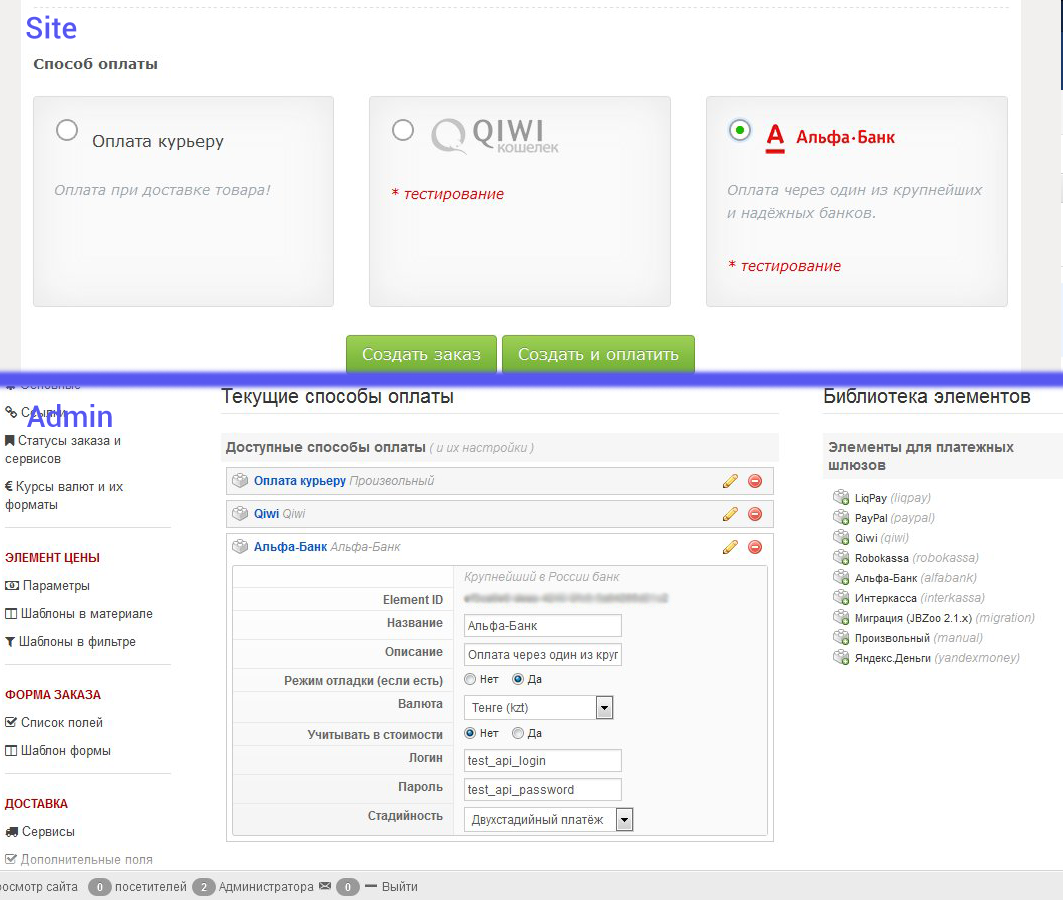 Site
Способ оплаты
Оплата курьеру
Оплата при доставке товара!
QIWI
кошелек
* тестирование
Альфа·Банк
Оплата через один из крупнейших
и надёжных банков.
* тестирование
Создать заказ
Создать и оплатить
Admin
Основные
Ссылки
Статусы заказа и
сервисов
Курсы валют и их
форматы
ЭЛЕМЕНТ ЦЕНЫ
Параметры
Шаблоны в материале
Шаблоны в фильтре
ФОРМА ЗАКАЗА
Список полей
Шаблон формы
ДОСТАВКА
Сервисы
Дополнительные поля
Текущие способы оплаты
Доступные способы оплаты ( и их настройки )
Оплата курьеру Произвольный
Qiwi Qiwi
Альфа-Банк Альфа-Банк
Крупнейший в России банк
Element ID
Название Альфа-Банк
Описание Оплата через один из круг
Режим отладки (если есть) Нет Да
Валюта Тенге (kzt)
Учитывать в стоимости Нет Да
Логин test_api_login
Пароль test_api_password
Стадийность Двухстадийный платёж
Библиотека элементов
Элементы для платежных
шлюзов
LiqPay (liqpay)
PayPal (paypal)
Qiwi (qiwi)
Robokassa (robokassa)
Альфа-Банк (alfabank)
Интеркасса (interkassa)
Миграция (JBZoo 2.1.x) (migration)
Произвольный (manual)
Яндекс.Деньги (yandexmoney)
росмотр сайта 0 посетителей 2 Администратора 0 Выйти